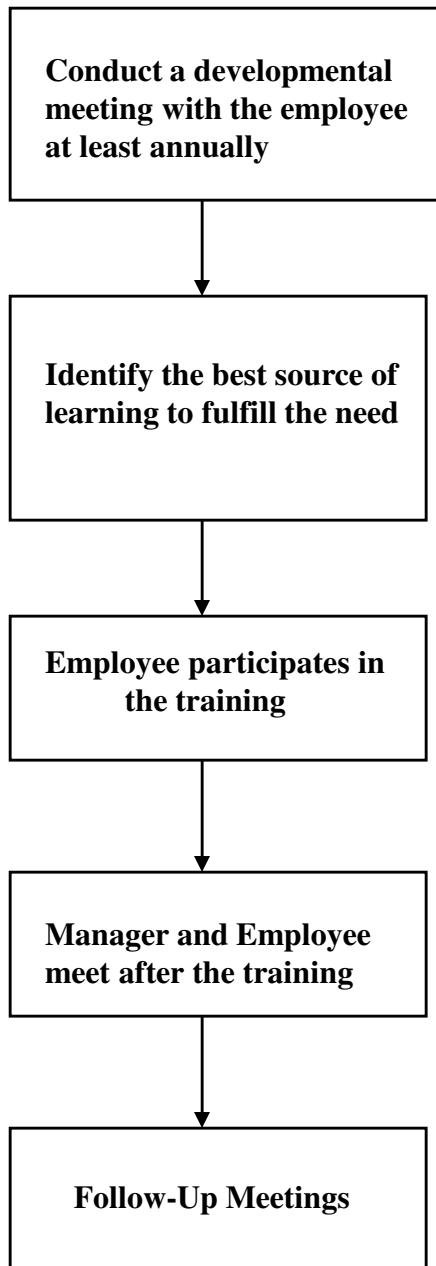 Conduct a developmental
meeting with the employee
at least annually
Identify the best source of
learning to fulfill the need
Employee participates in
the training
Manager and Employee
meet after the training
Follow-Up Meetings